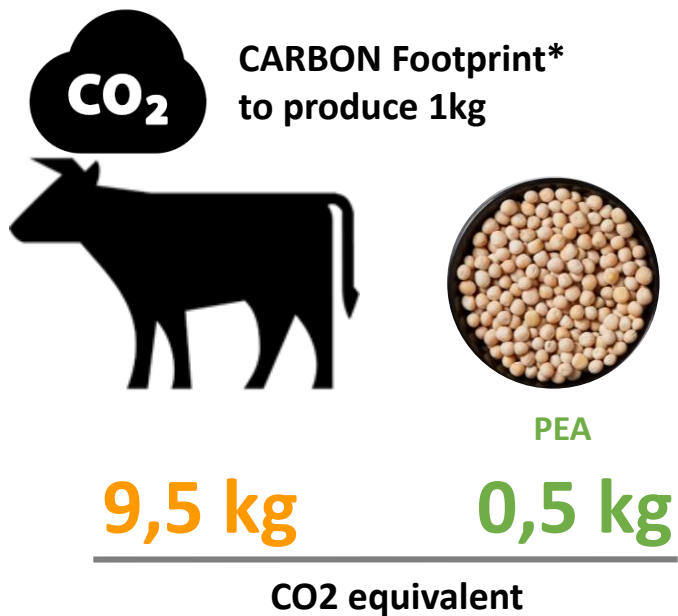 CO2
CARBON Footprint*
to produce 1kg
PEA
9,5 kg
0,5 kg
CO2 equivalent